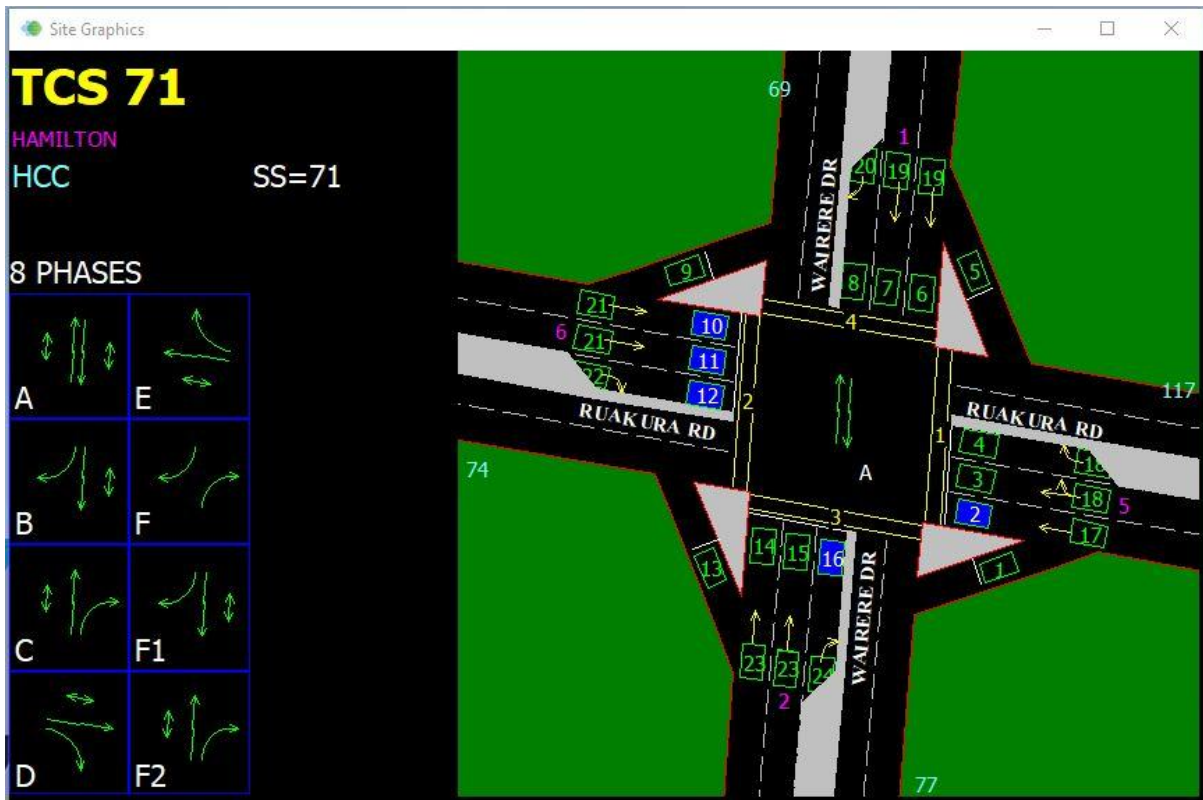 Site Graphics
TCS 71
HAMILTON
HCC
SS=71
8 PHASES
A
E
B
F
C
F1
D
F2
69
1
20 19 19
WAIRERE DR
9
5
8 7 6
21
6
21
22
10
11
12
4
2
RUAKURA RD
117
RUAKURA RD
1
4
3
2
18
18
5
17
A
74
3
14 15 16
13
1
WAIRERE DR
23 23 24
2
77